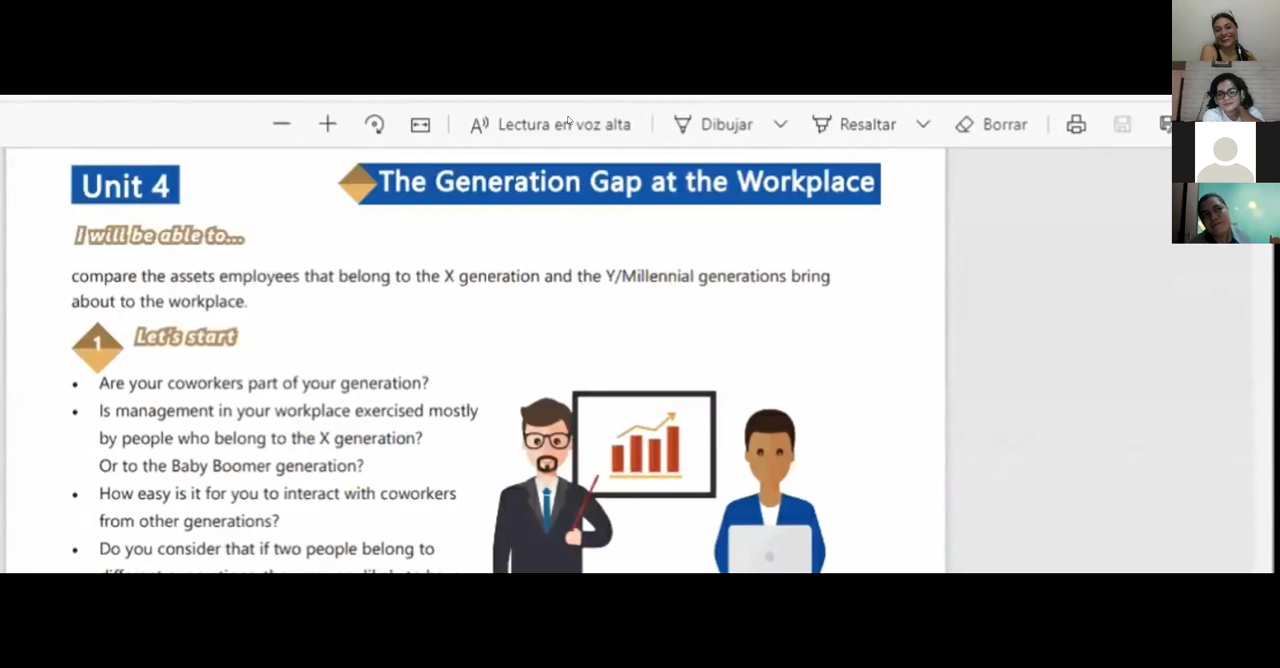 Lectura en voz alta
Dibujar
Resaltar
Borrar
Unit 4
The Generation Gap at the Workplace
I will be able to...
compare the assets employees that belong to the X generation and the Y/Millennial generations bring
about to the workplace.
1
Let's start
• Are your coworkers part of your generation?
• Is management in your workplace exercised mostly
by people who belong to the X generation?
Or to the Baby Boomer generation?
• How easy is it for you to interact with coworkers
from other generations?
• Do you consider that if two people belong to